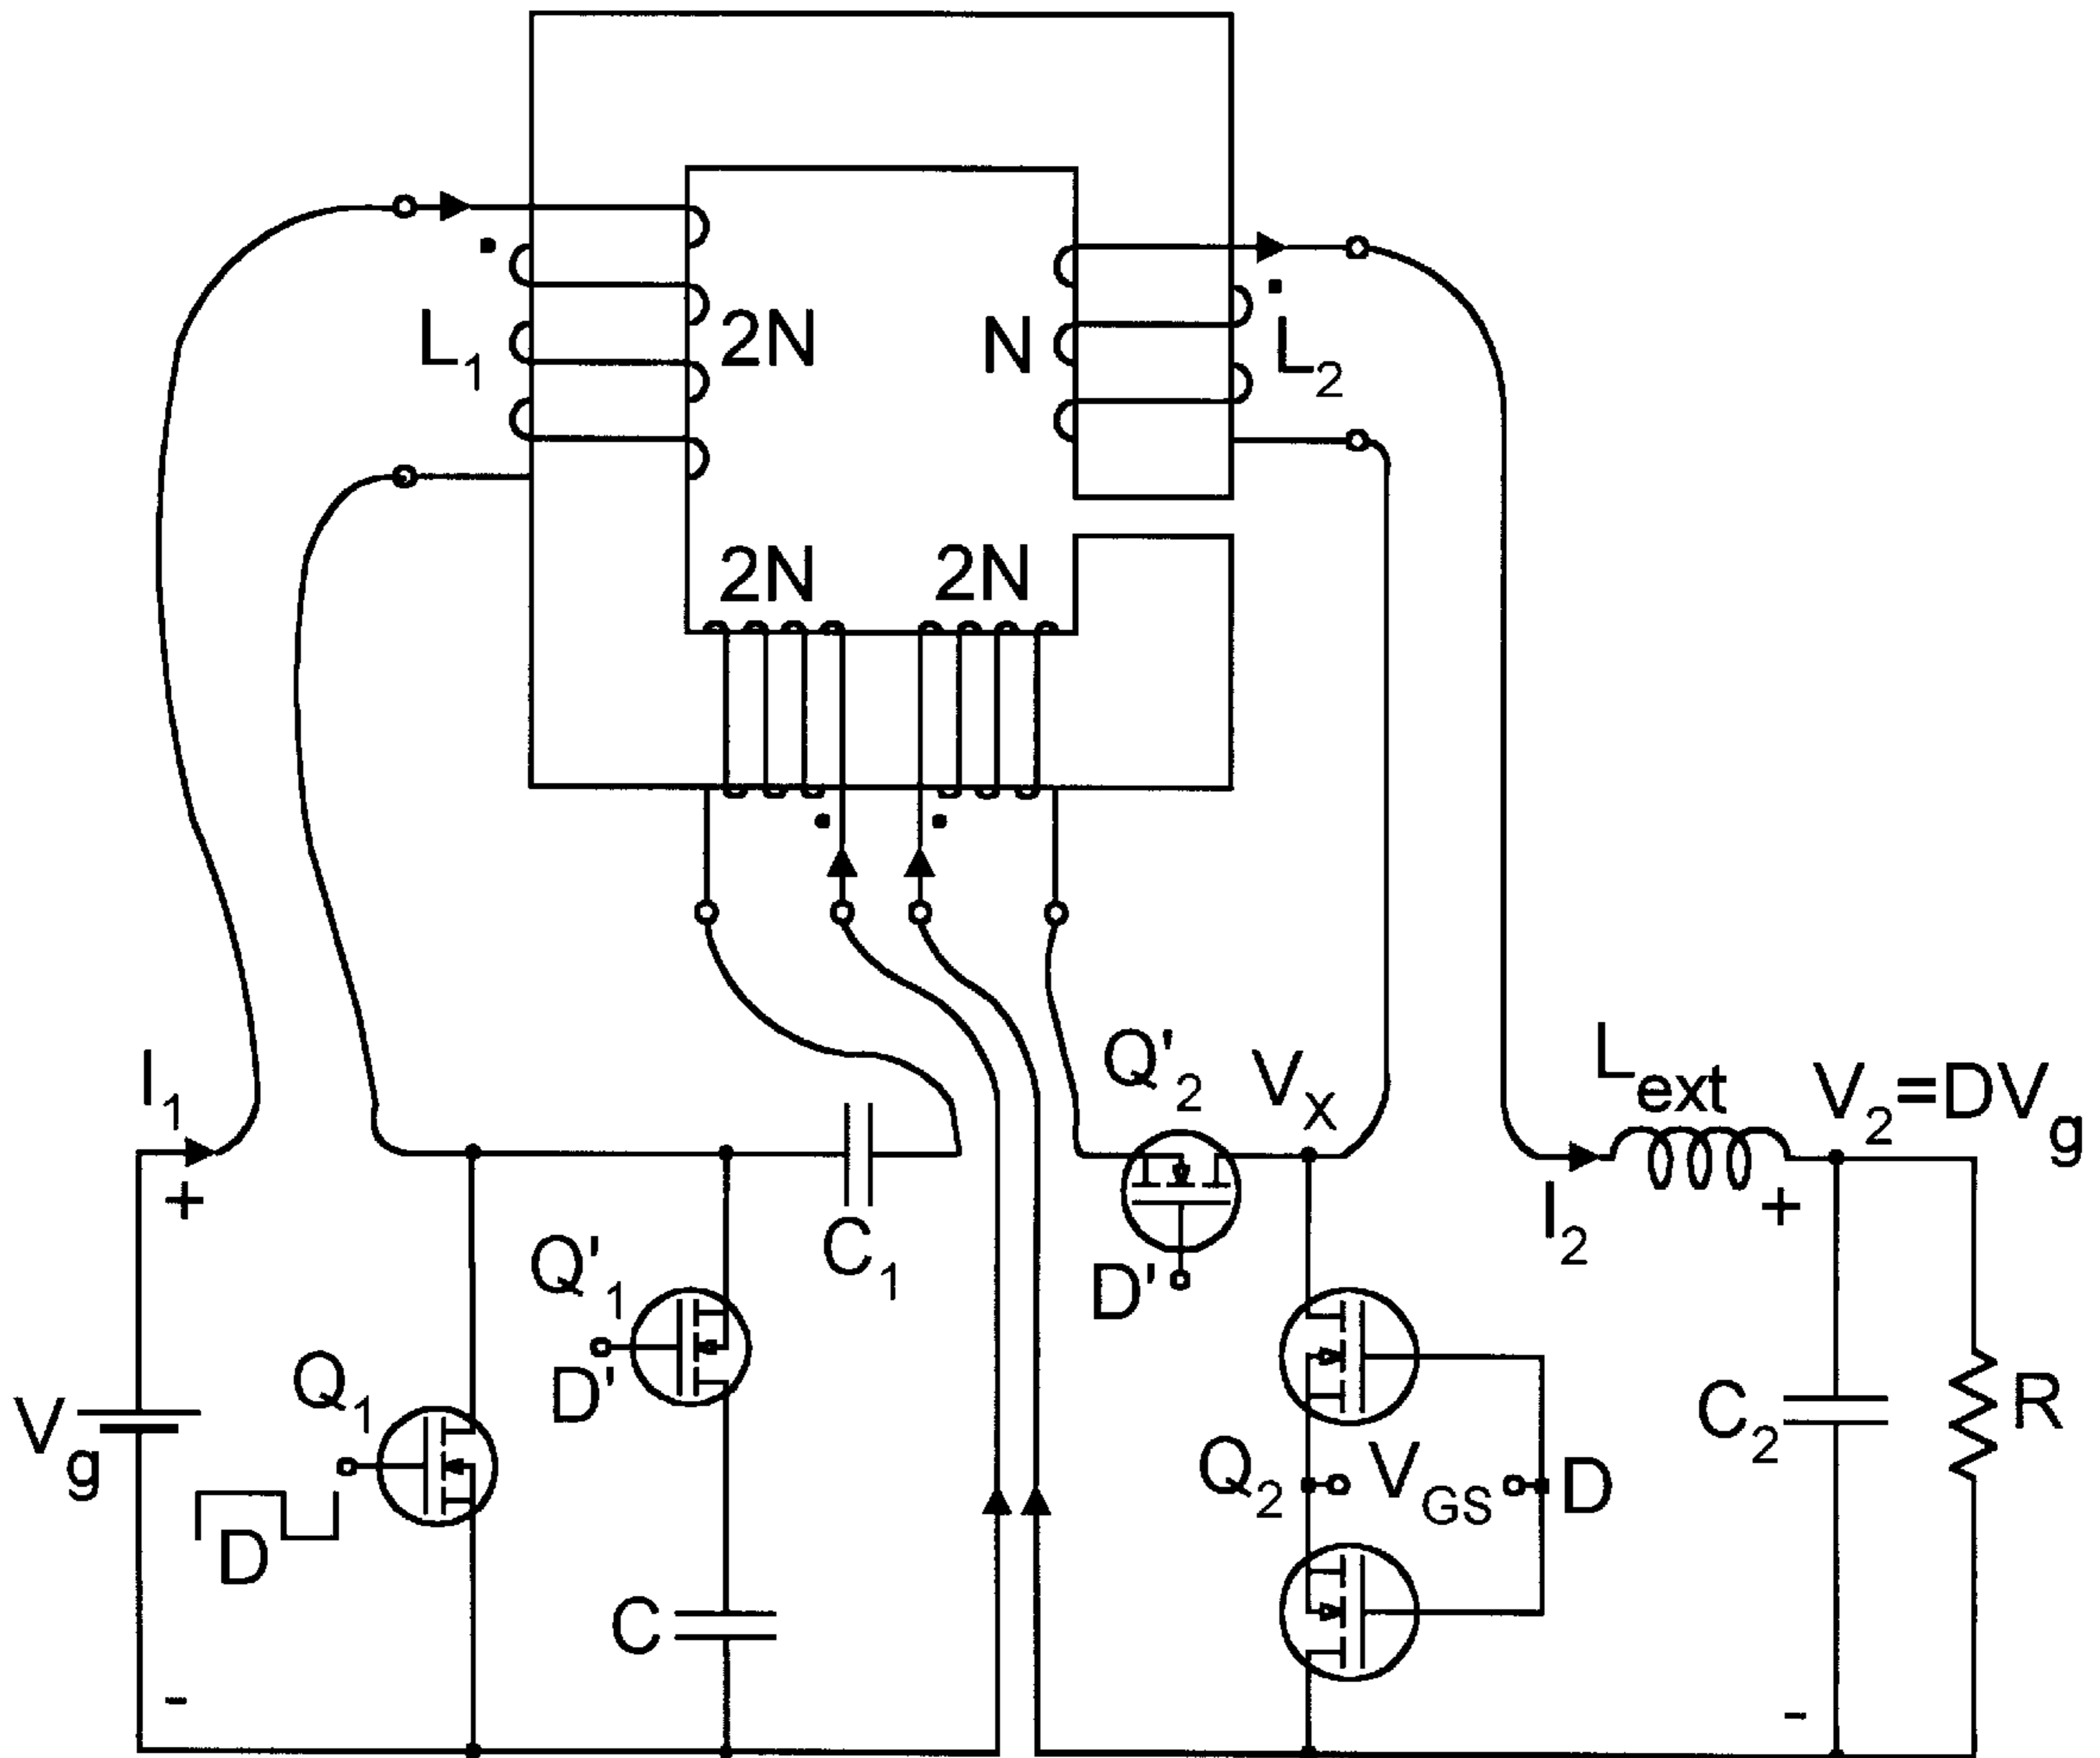 L1
2N
N
L2
2N
2N
I1
+
Q'2
VX
Lext
V2=DVg
C1
+
I2
Q'1
D'
D'
Q1
Vg
D
C
Q2
VGS
D
C2
R
-
-